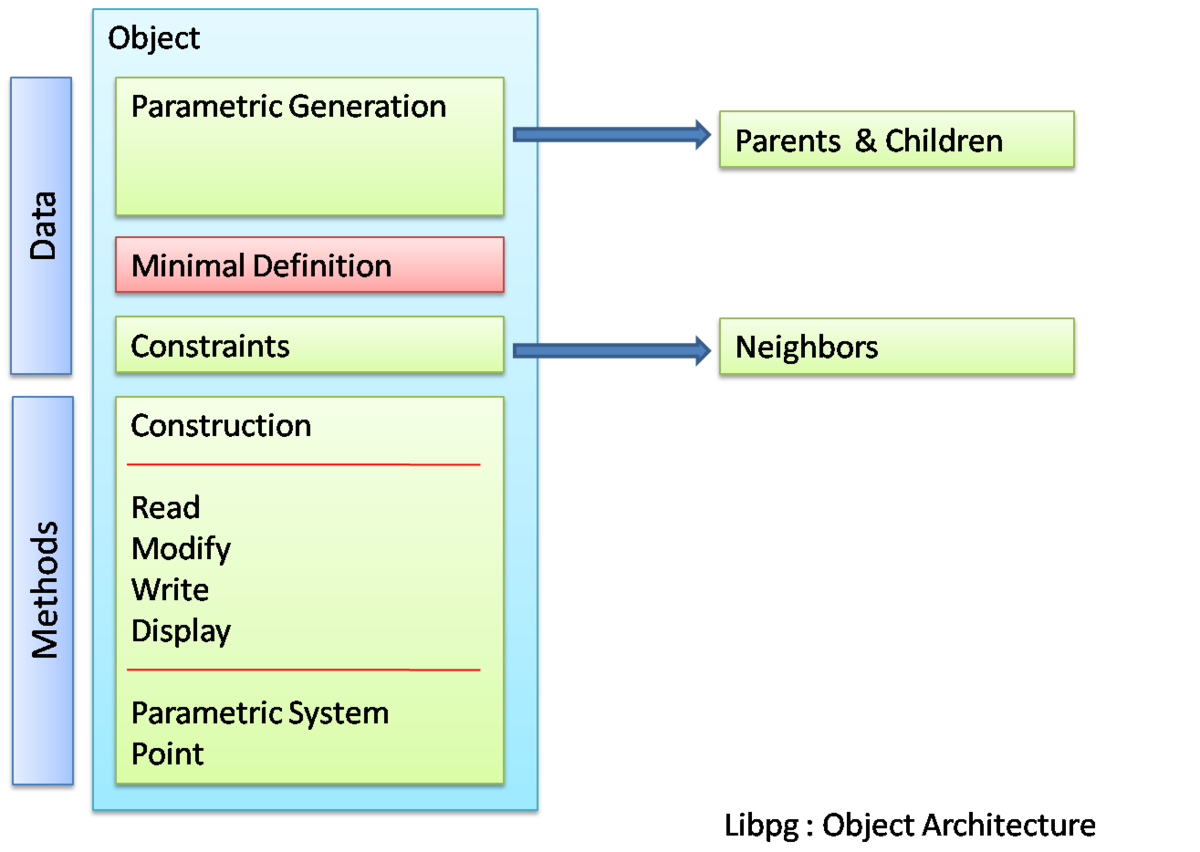 Object
Data
Parametric Generation
Parents & Children
Minimal Definition
Constraints
Neighbors
Methods
Construction
Read
Modify
Write
Display
Parametric System
Point
Libpg : Object Architecture